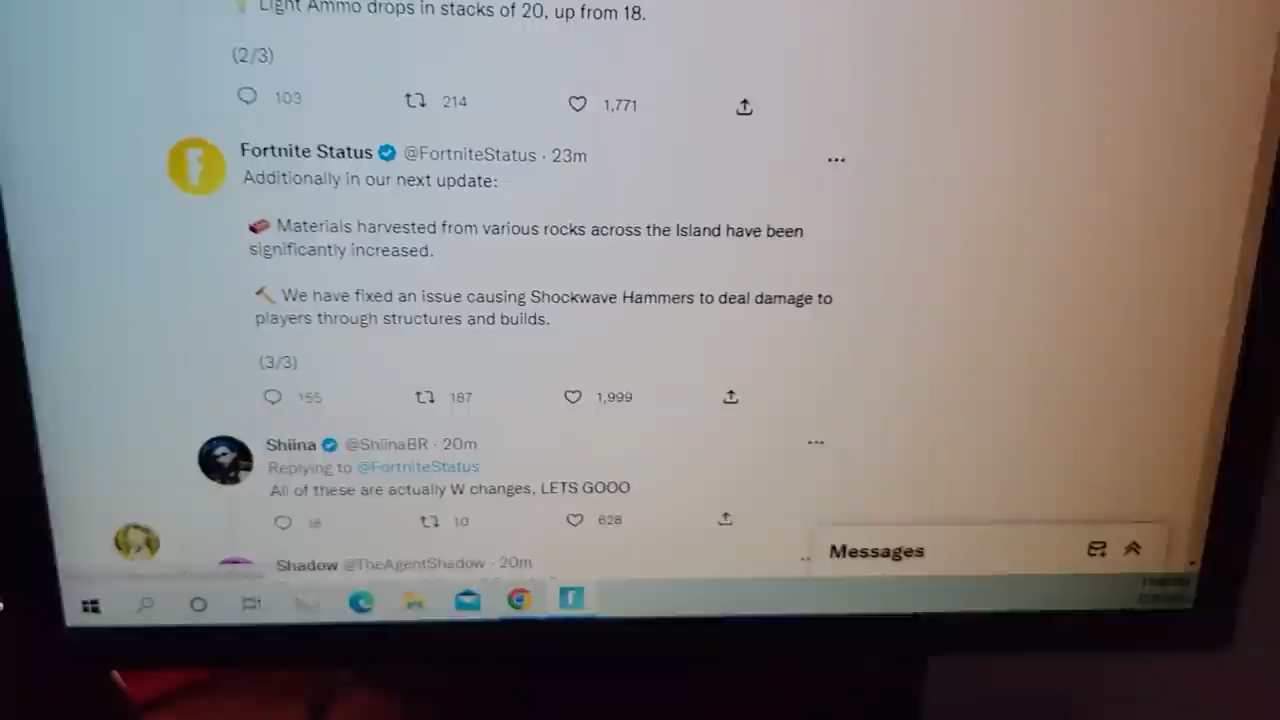 Light Ammo drops in stacks of 20, up from 18.
(2/3)
103 214 1,771
Fortnite Status @FortniteStatus · 23m
Additionally in our next update:
Materials harvested from various rocks across the Island have been
significantly increased.
We have fixed an issue causing Shockwave Hammers to deal damage to
players through structures and builds.
(3/3)
155 187 1,999
Shiina @ShiinaBR · 20m
Replying to @FortniteStatus
All of these are actually W changes, LETS GOOO
18 10 628
Messages
Shadow @TheAgentShadow · 20m